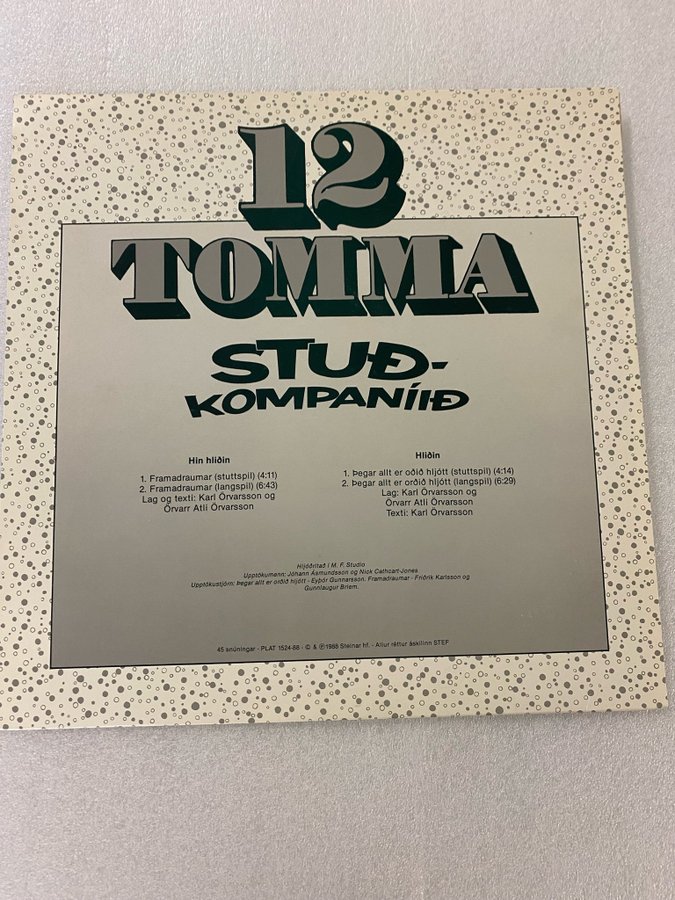 12
TOMMA
STUÐ-
KOMPANÍIÐ
Hin hliðin
1. Framadraumar (stuttspil) (4:11)
2. Framadraumar (langspil) (6:43)
Lag og texti: Karl Örvarsson og
Örvarr Atli Örvarsson
Hliðin
1. Þegar allt er oðið hljótt (stuttspil) (4:14)
2. Þegar allt er orðið hljótt (langspil) (6:29)
Lag: Karl Örvarsson og
Örvarr Atli Örvarsson
Texti: Karl Örvarsson
Hljóðritað í M. F. Studio
Upptökumenn: Jóhann Ásmundsson og Nick Cathcart-Jones
Upptökustjórn: Þegar allt er orðið hljótt - Eyþór Gunnarsson. Framadraumar - Friðrik Karlsson og
Gunnlaugur Briem.
45 snúningar - PLAT 1524-88 - © & ℗1988 Steinar hf. - Allur réttur áskilinn STEF